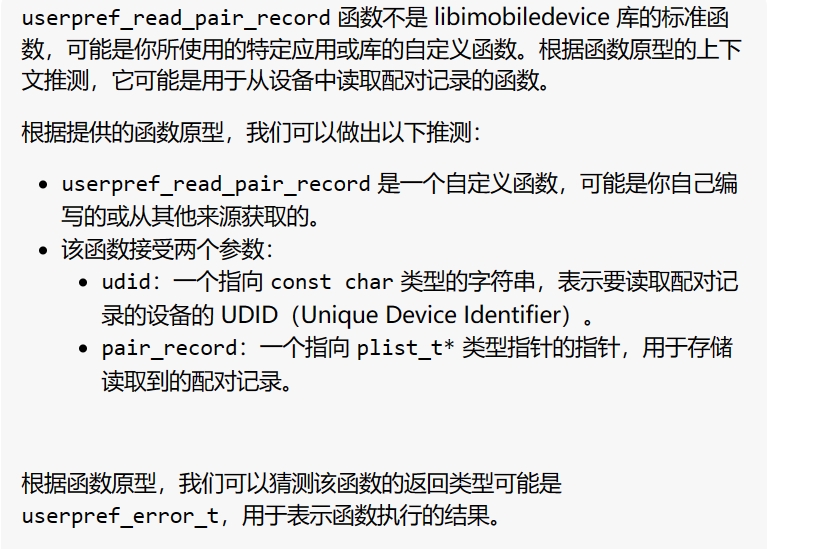 userpref_read_pair_record 函数不是 libimobiledevice 库的标准函
数，可能是你所使用的特定应用或库的自定义函数。根据函数原型的上下
文推测，它可能是用于从设备中读取配对记录的函数。
根据提供的函数原型，我们可以做出以下推测：
• userpref_read_pair_record 是一个自定义函数，可能是你自己编
写的或从其他来源获取的。
• 该函数接受两个参数：
• udid：一个指向 const char 类型的字符串，表示要读取配对记
录的设备的 UDID（Unique Device Identifier）。
• pair_record：一个指向 plist_t* 类型指针的指针，用于存储
读取到的配对记录。
根据函数原型，我们可以猜测该函数的返回类型可能是
userpref_error_t，用于表示函数执行的结果。